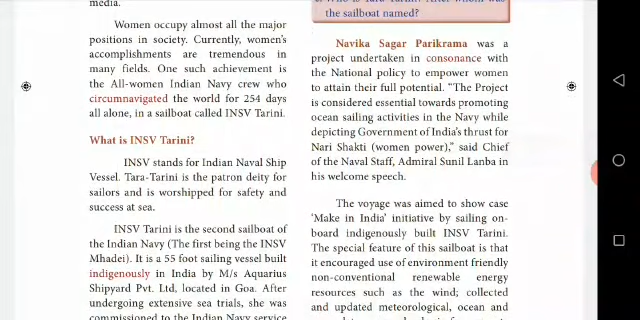 media.
Women occupy almost all the major
positions in society. Currently, women's
accomplishments are tremendous in
many fields. One such achievement is
the All-women Indian Navy crew who
circumnavigated the world for 254 days
all alone, in a sailboat called INSV Tarini.
What is INSV Tarini?
INSV stands for Indian Naval Ship
Vessel. Tara-Tarini is the patron deity for
sailors and is worshipped for safety and
success at sea.
INSV Tarini is the second sailboat of
the Indian Navy (The first being the INSV
Mhadei). It is a 55 foot sailing vessel built
indigenously in India by M/s Aquarius
Shipyard Pvt. Ltd, located in Goa. After
undergoing extensive sea trials, she was
commissioned to the Indian Navy service
the sailboat named?
Navika Sagar Parikrama was a
project undertaken in consonance with
the National policy to empower women
to attain their full potential. “The Project
is considered essential towards promoting
ocean sailing activities in the Navy while
depicting Government of India's thrust for
Nari Shakti (women power),” said Chief
of the Naval Staff, Admiral Sunil Lanba in
his welcome speech.
The voyage was aimed to show case
‘Make in India’ initiative by sailing on-
board indigenously built INSV Tarini.
The special feature of this sailboat is that
it encouraged use of environment friendly
non-conventional renewable energy
resources such as the wind; collected
and updated meteorological, ocean and